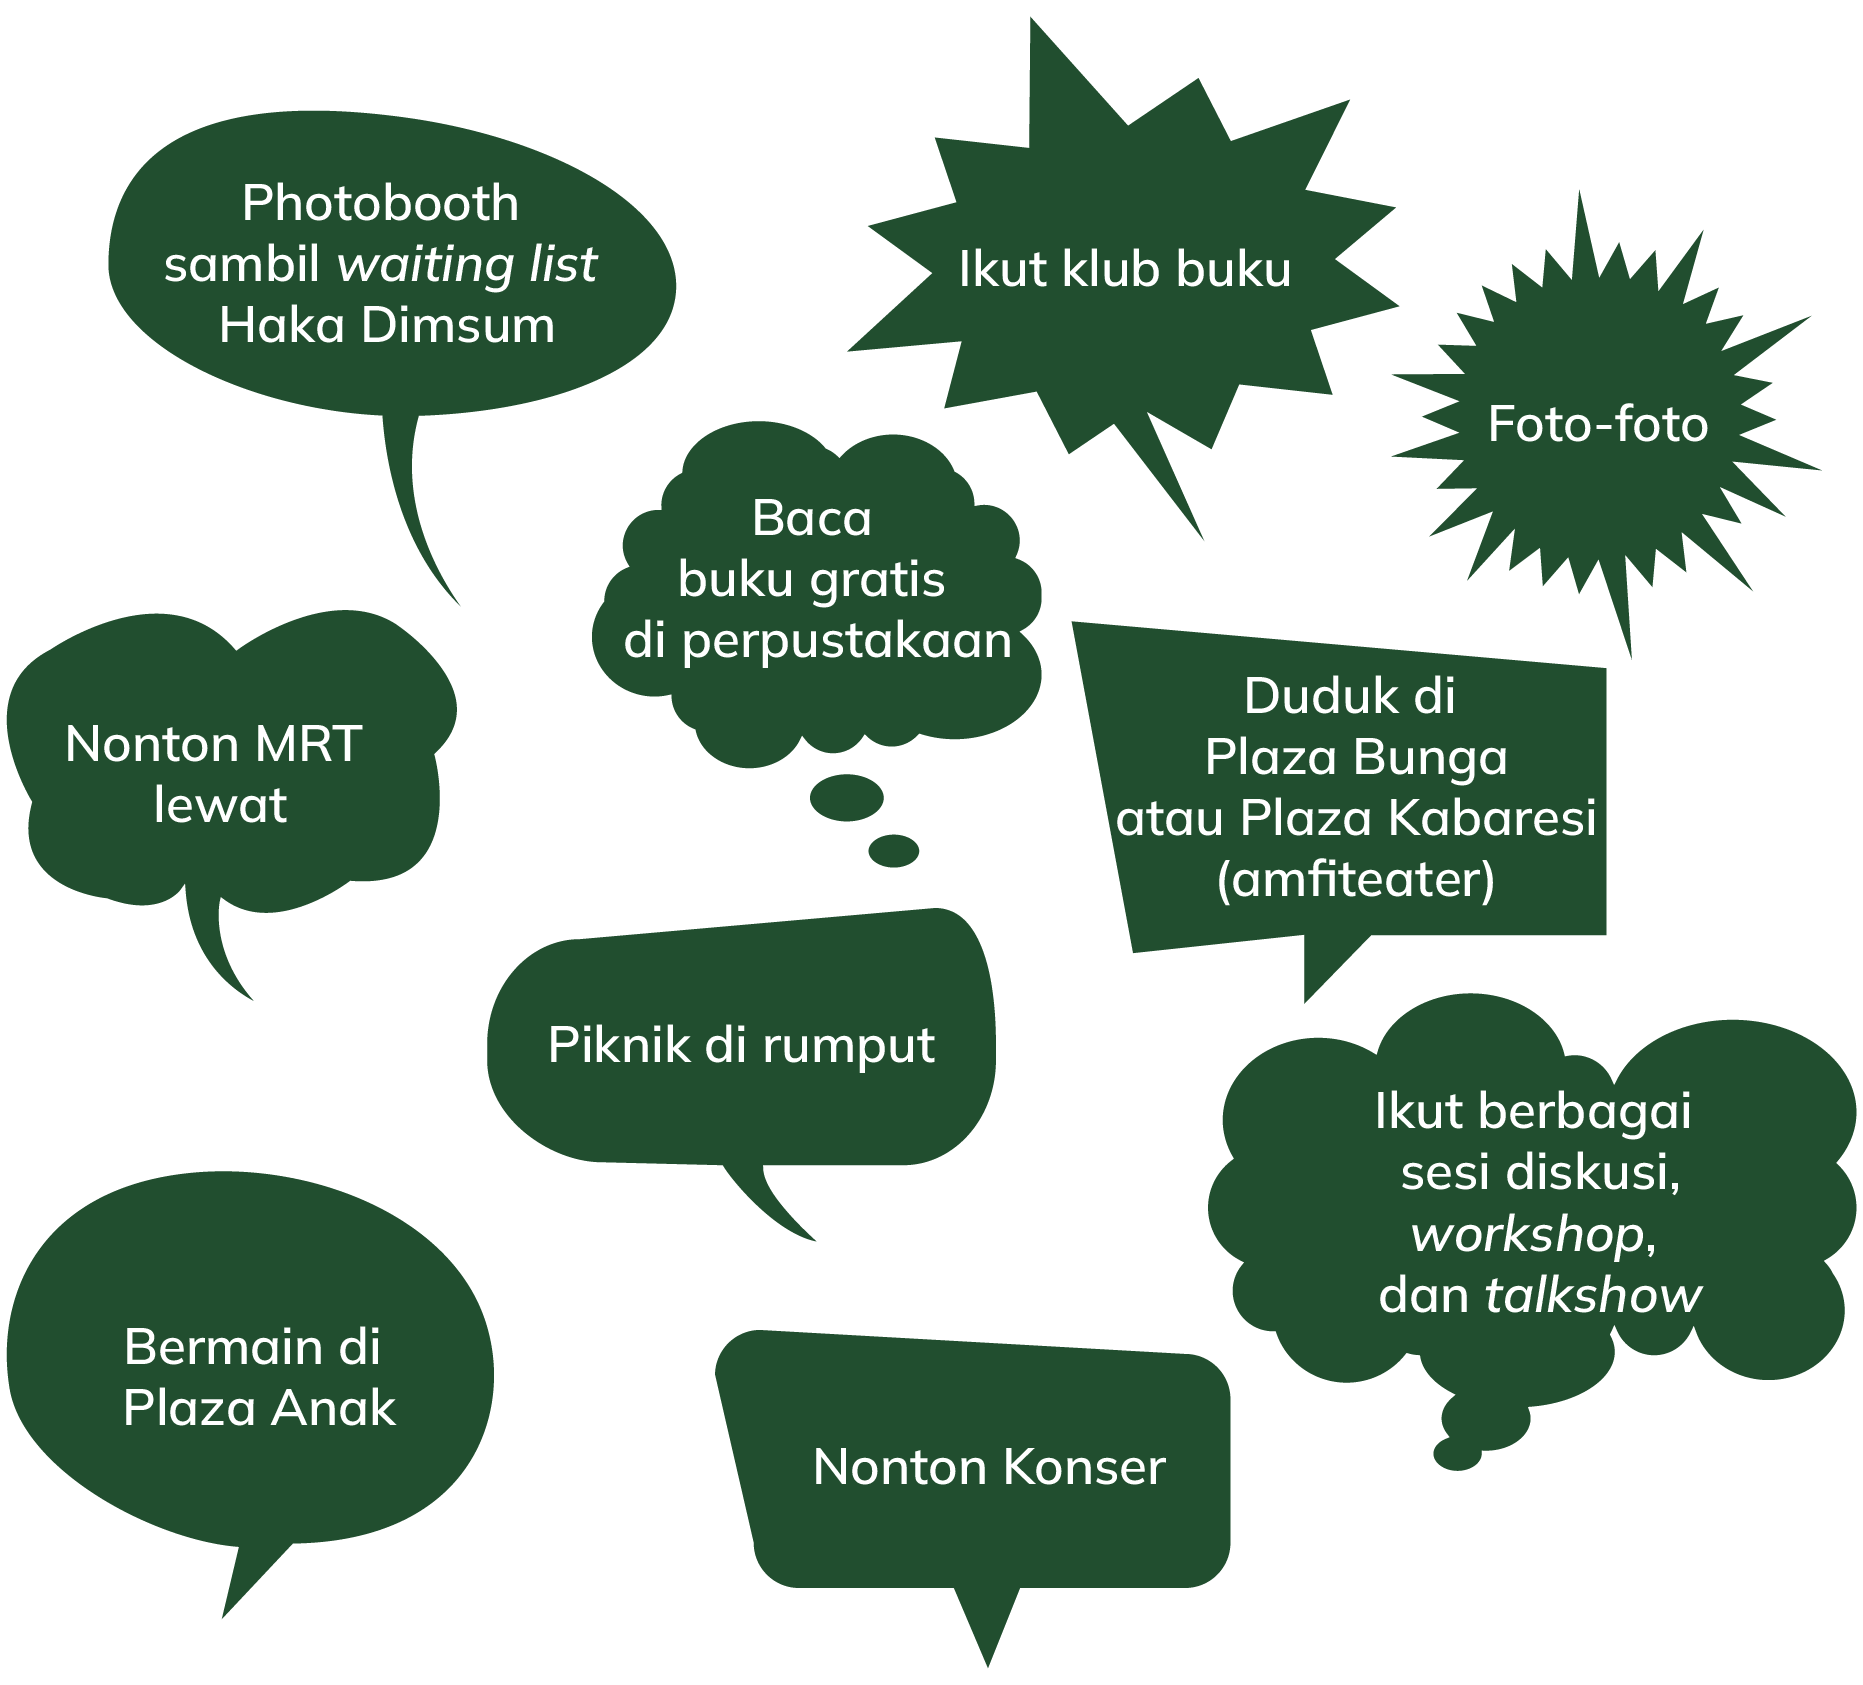 Photobooth
sambil waiting list
Haka Dimsum
Ikut klub buku
Foto-foto
Baca
buku gratis
di perpustakaan
Nonton MRT
lewat
Duduk di
Plaza Bunga
atau Plaza Kabaresi
(amfiteater)
Piknik di rumput
Ikut berbagai
sesi diskusi,
workshop,
dan talkshow
Bermain di
Plaza Anak
Nonton Konser